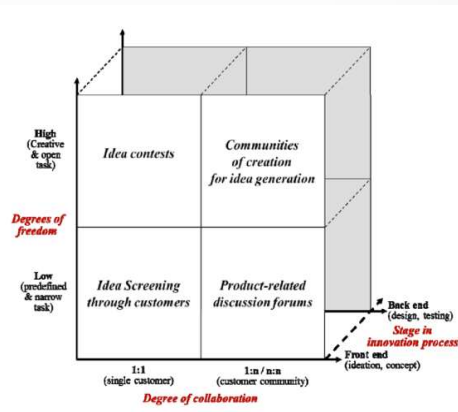 High
(Creative
& open
task)
Idea contests
Communities
of creation
for idea generation
Degrees of
freedom
Low
(predefined
& narrow
task)
Idea Screening
through customers
Product-related
discussion forums
Back end
(design, testing)
Stage in
innovation process
Front end
(ideation, concept)
1:1
(single customer)
1:n / n:n
(customer community)
Degree of collaboration